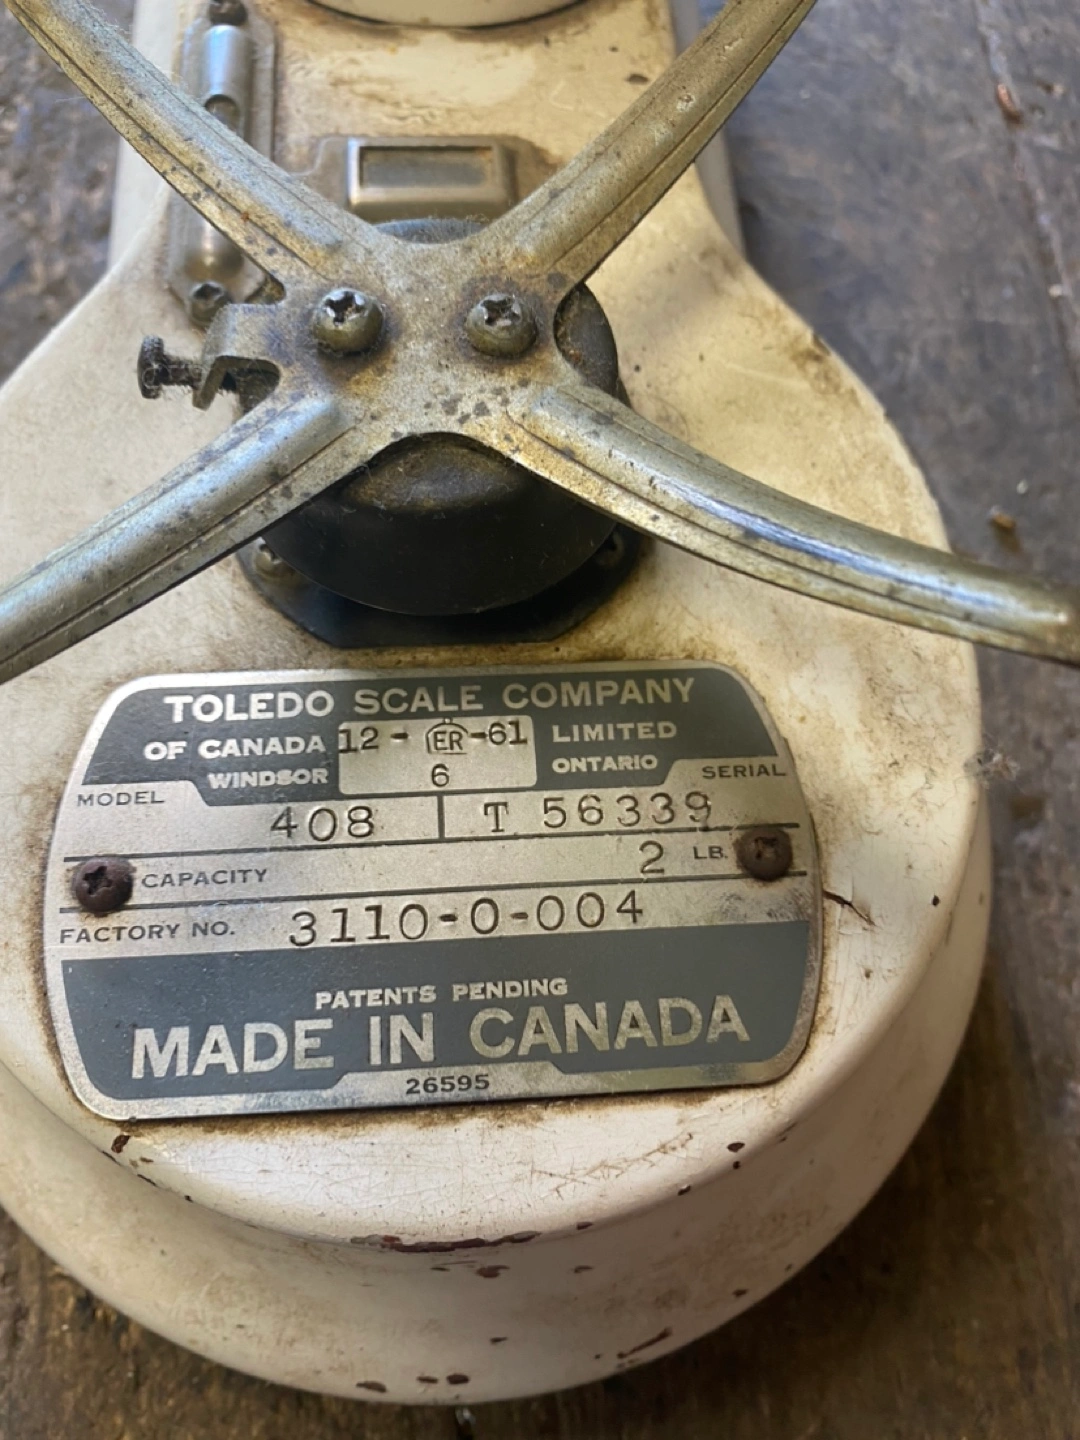 TOLEDO SCALE COMPANY
OF CANADA 12 - ER -61 LIMITED
WINDSOR 6 ONTARIO
MODEL SERIAL
408 T 56339
CAPACITY 2 LB.
FACTORY NO. 3110-0-004
PATENTS PENDING
MADE IN CANADA
26595